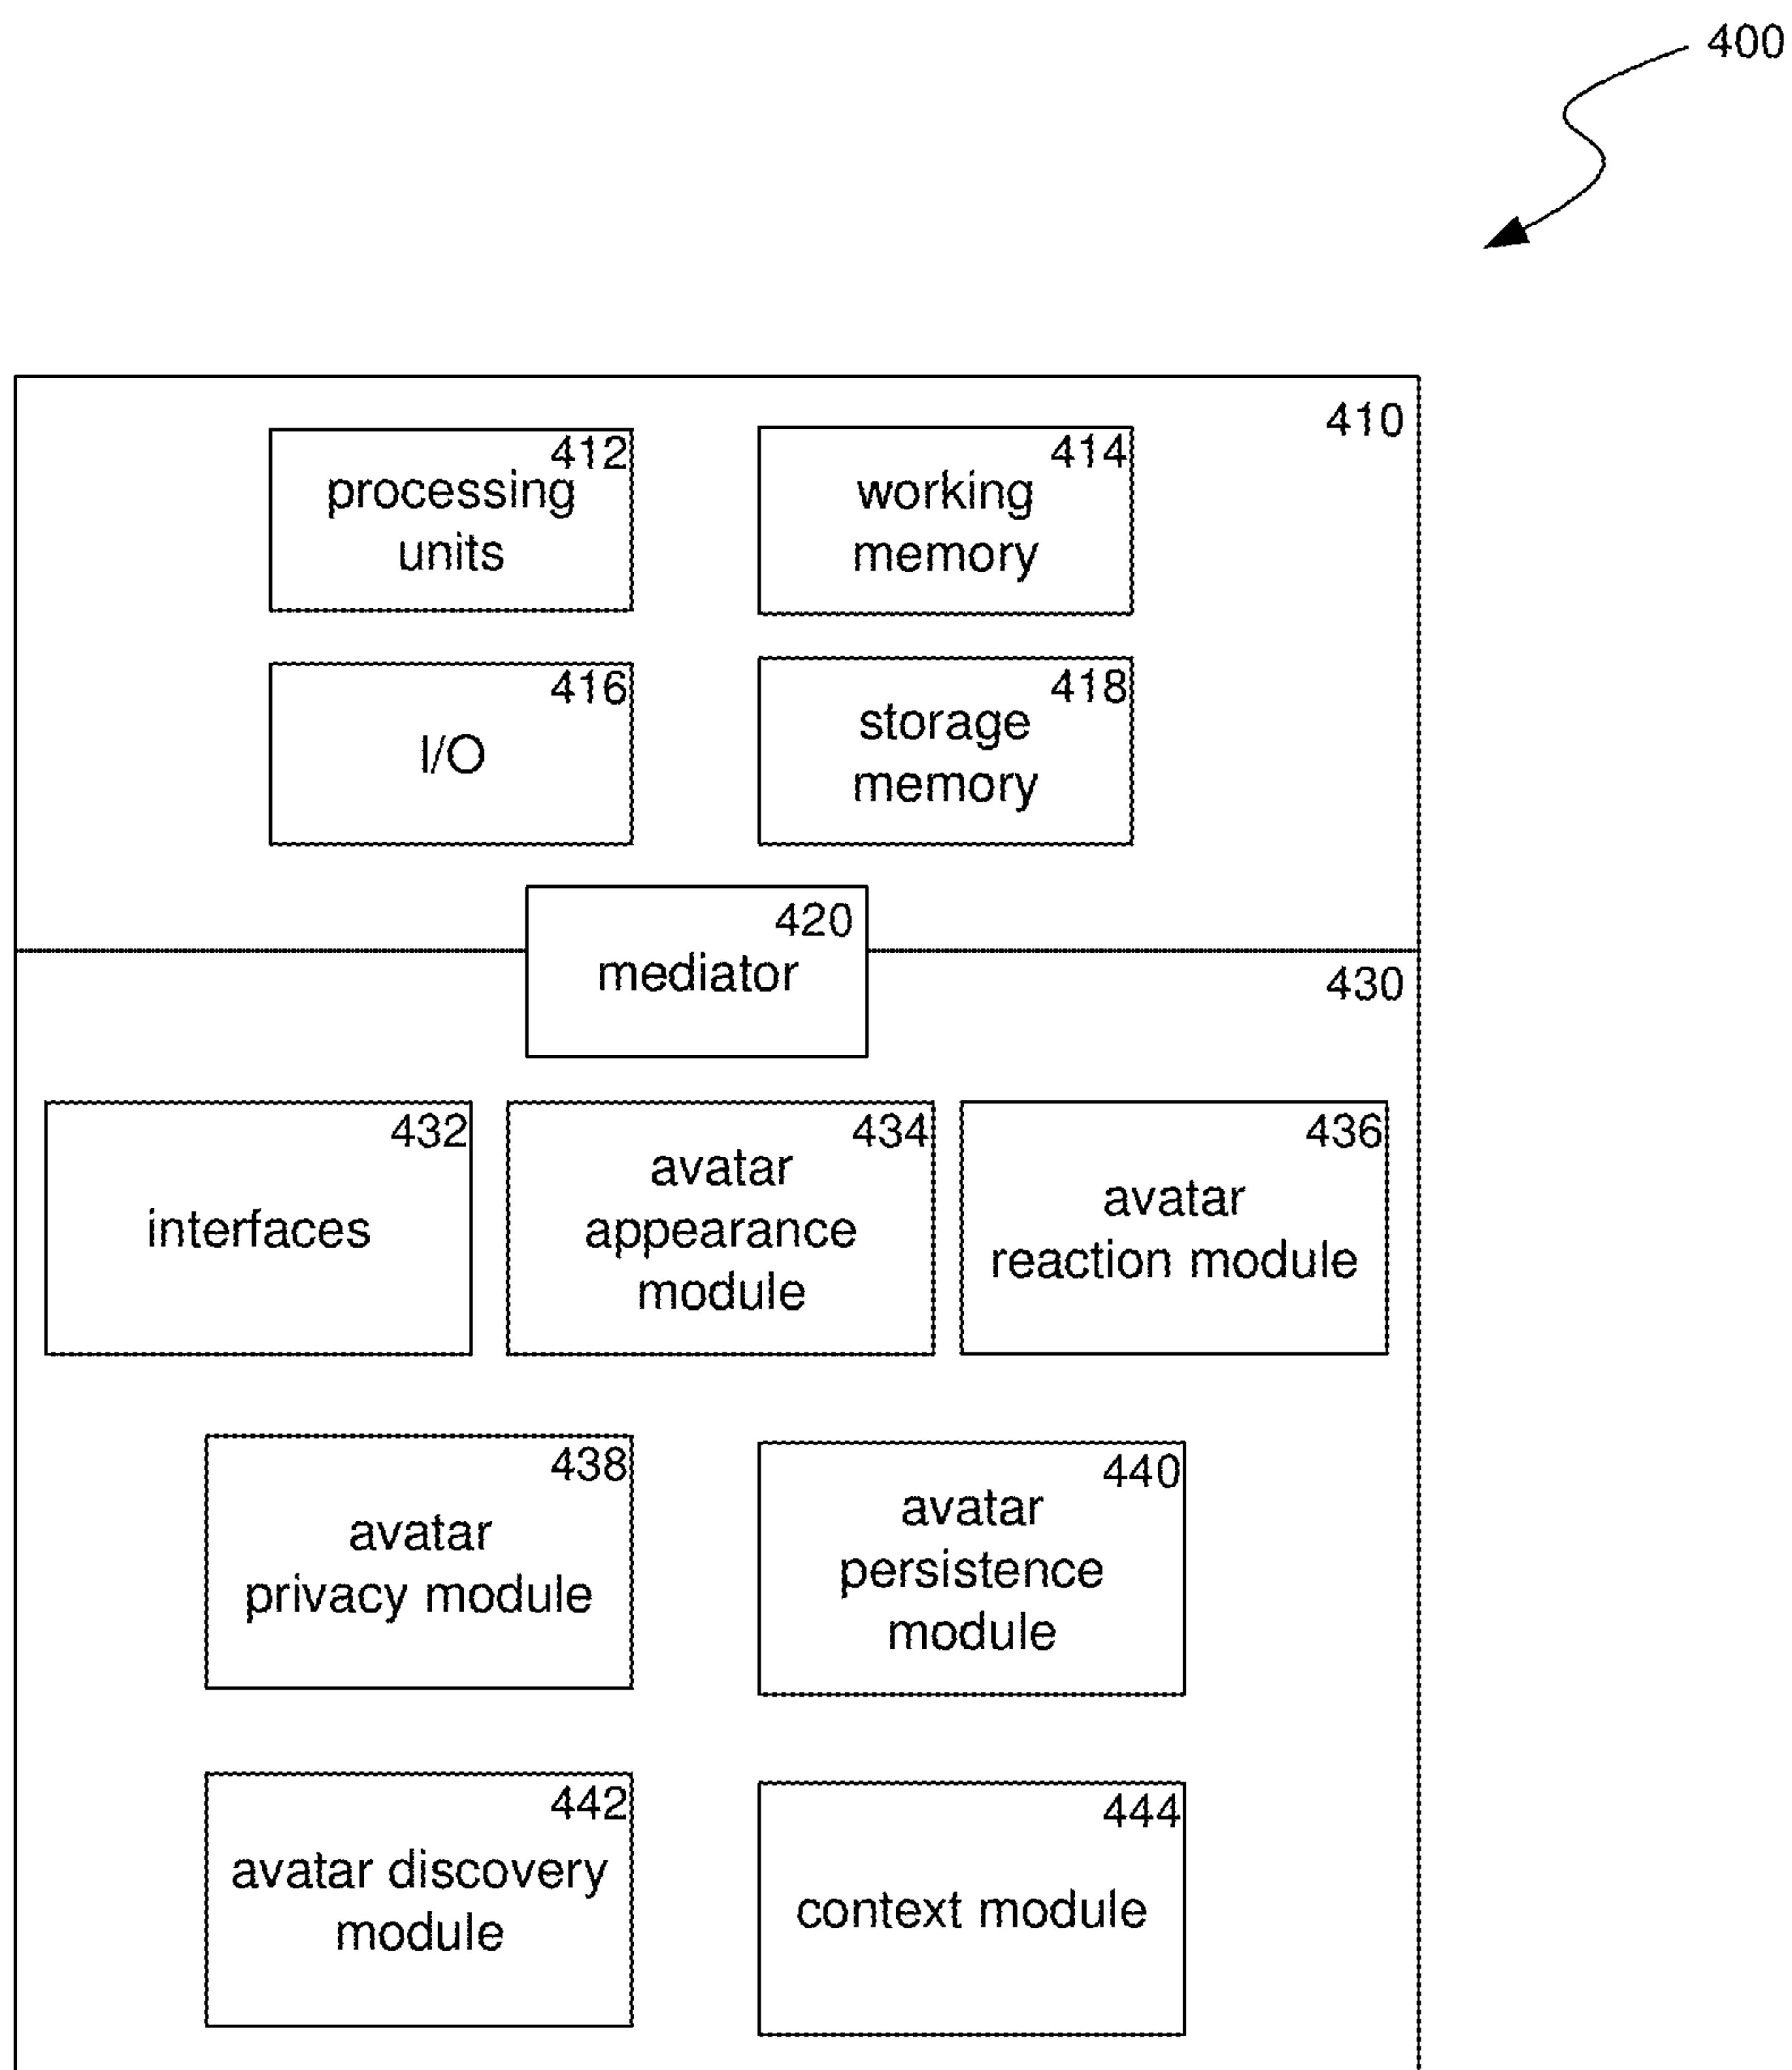 400
410
412
processing
units
414
working
memory
416
I/O
418
storage
memory
420
mediator
430
432
interfaces
434
avatar
appearance
module
436
avatar
reaction module
438
avatar
privacy module
440
avatar
persistence
module
442
avatar discovery
module
444
context module